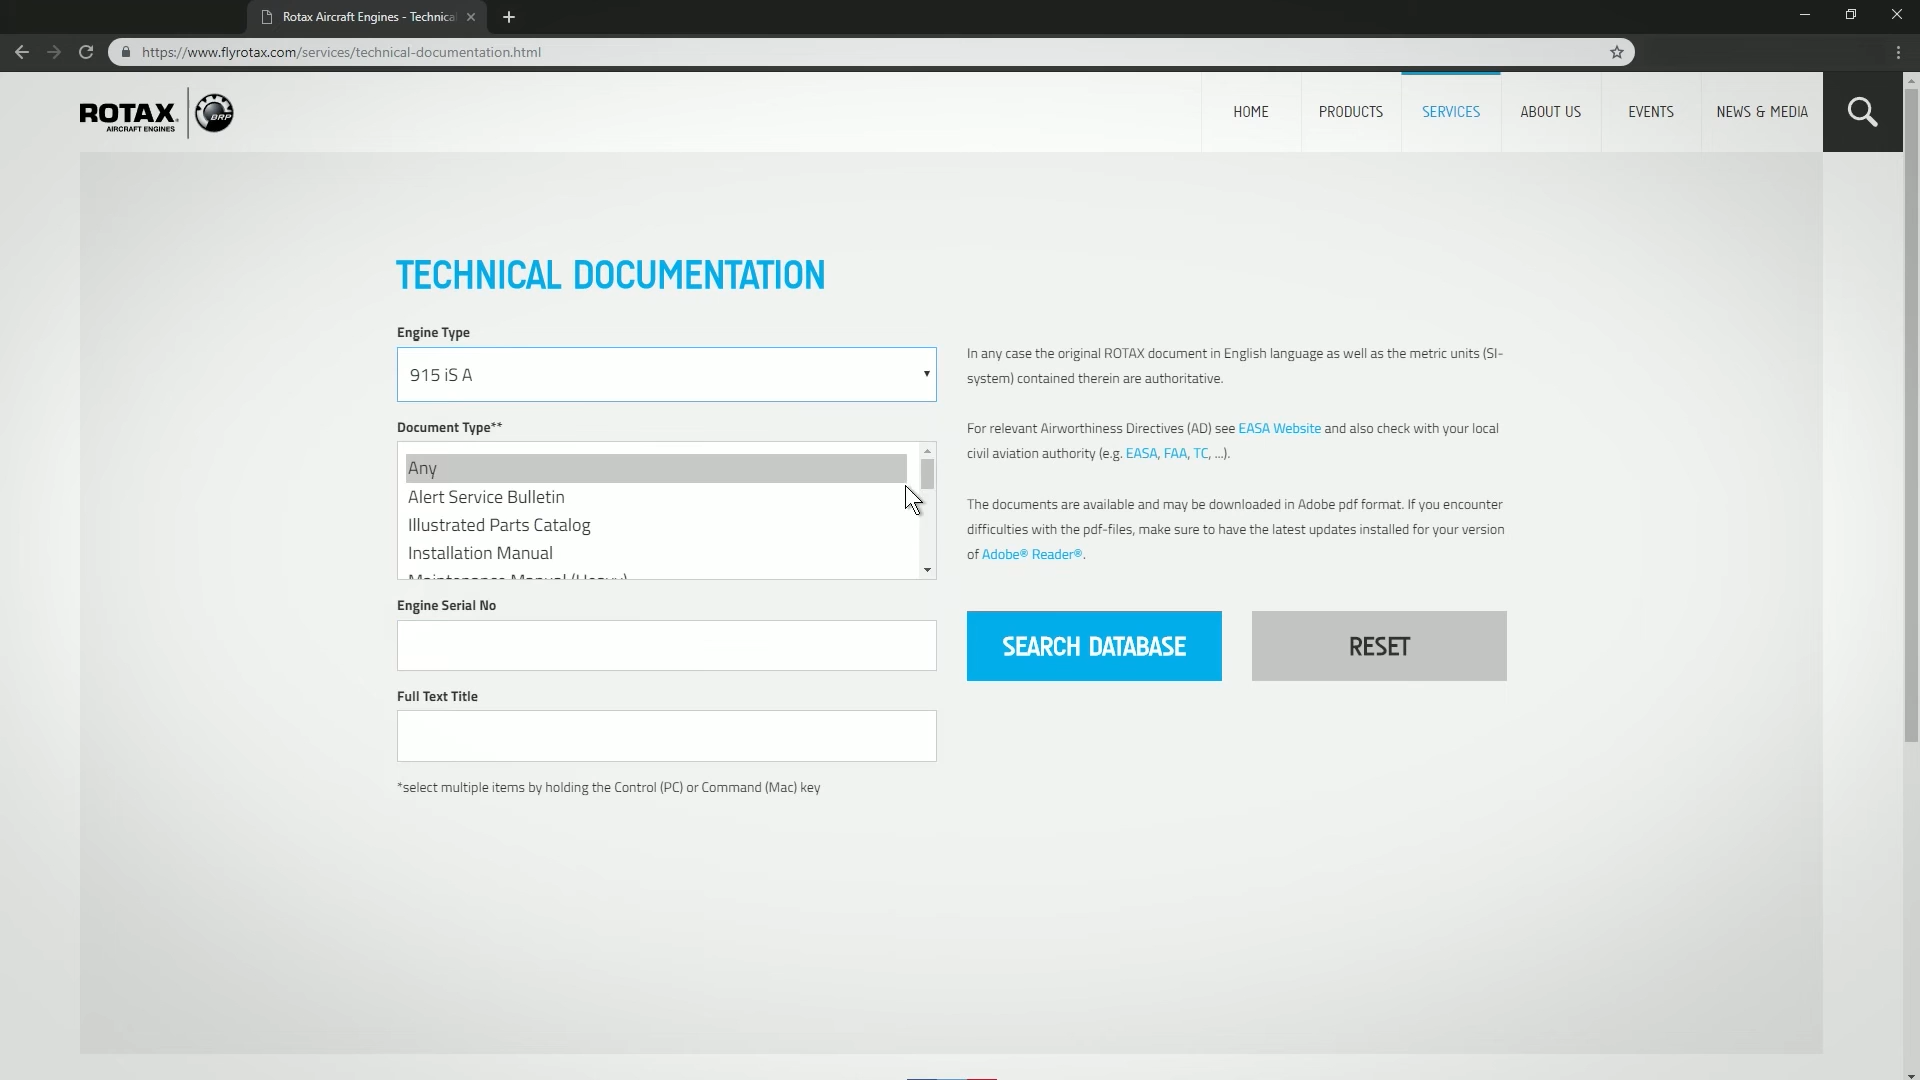 Rotax Aircraft Engines - Technical
https://www.flyrotax.com/services/technical-documentation.html
ROTAX
AIRCRAFT ENGINES
BRP
HOME
PRODUCTS
SERVICES
ABOUT US
EVENTS
NEWS & MEDIA
TECHNICAL DOCUMENTATION
Engine Type
915 iS A
Document Type**
Any
Alert Service Bulletin
Illustrated Parts Catalog
Installation Manual
Maintenance Manual (Heavy)
Engine Serial No
Full Text Title
*select multiple items by holding the Control (PC) or Command (Mac) key
In any case the original ROTAX document in English language as well as the metric units (SI-
system) contained therein are authoritative.
For relevant Airworthiness Directives (AD) see EASA Website and also check with your local
civil aviation authority (e.g. EASA, FAA, TC, ...).
The documents are available and may be downloaded in Adobe pdf format. If you encounter
difficulties with the pdf-files, make sure to have the latest updates installed for your version
of Adobe® Reader®.
SEARCH DATABASE
RESET